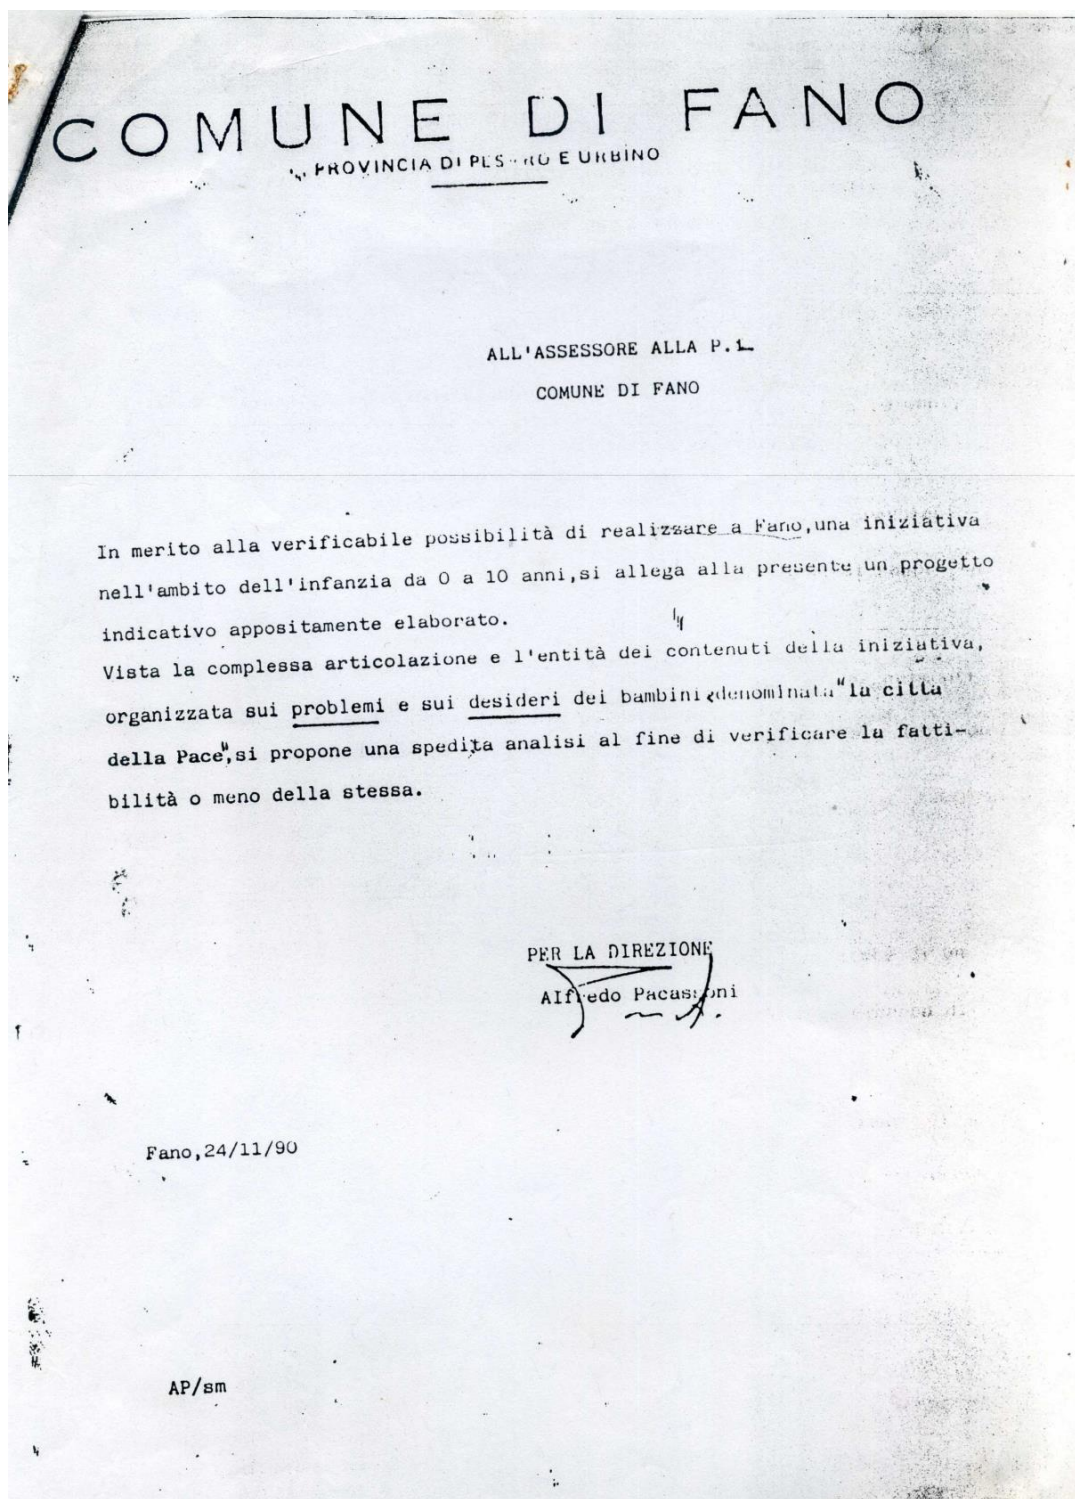 COMUNE DI FANO
PROVINCIA DI PESARO E URBINO
ALL'ASSESSORE ALLA P.I.
COMUNE DI FANO
In merito alla verificabile possibilità di realizzare a Fano,una iniziativa
nell'ambito dell'infanzia da 0 a 10 anni,si allega alla presente un progetto
indicativo appositamente elaborato.
Vista la complessa articolazione e l'entità dei contenuti della iniziativa,
organizzata sui problemi e sui desideri dei bambini denominata "la città
della Pace",si propone una spedita analisi al fine di verificare la fatti-
bilità o meno della stessa.
PER LA DIREZIONE
AIfredo Pacassoni
Fano,24/11/90
AP/sm